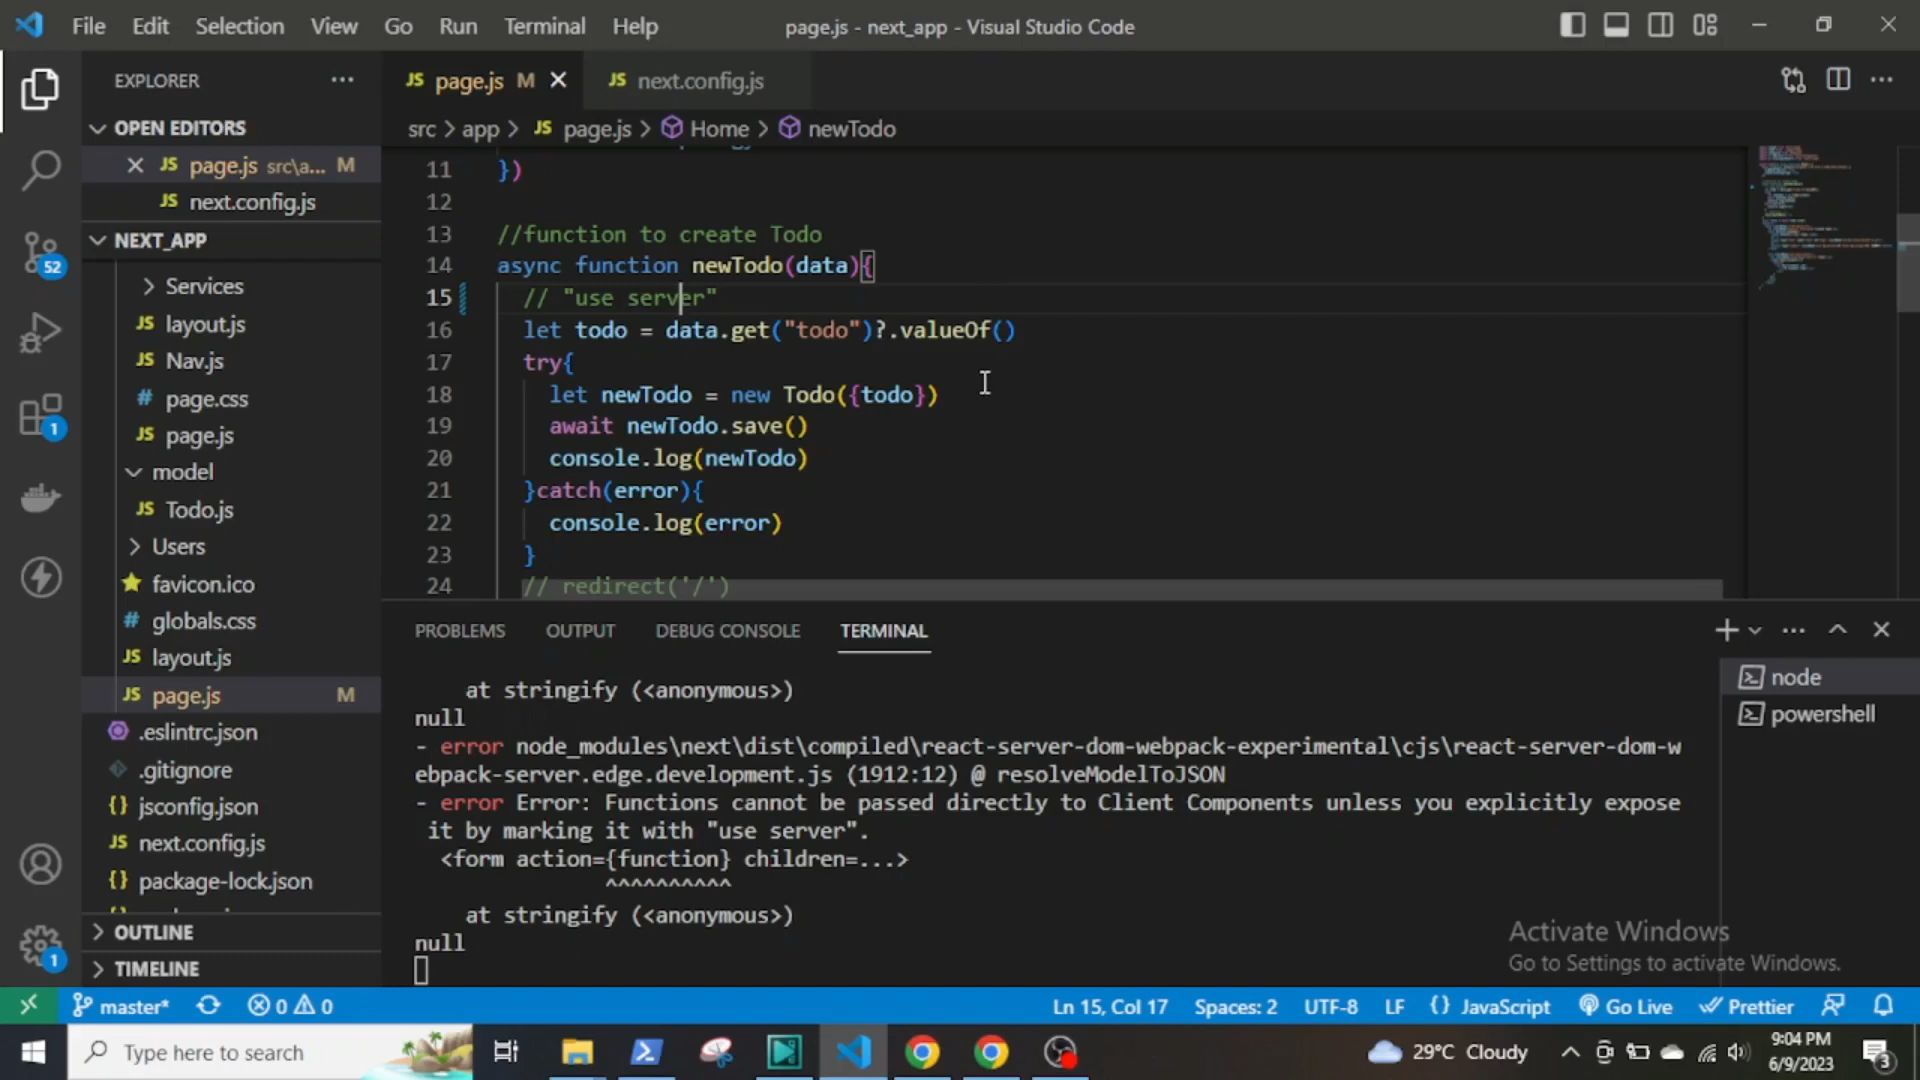 File Edit Selection View Go Run Terminal Help
page.js - next_app - Visual Studio Code
EXPLORER
OPEN EDITORS
JS page.js src\a... M
JS next.config.js
NEXT_APP
Services
JS layout.js
JS Nav.js
# page.css
JS page.js
model
JS Todo.js
Users
favicon.ico
# globals.css
JS layout.js
JS page.js M
.eslintrc.json
.gitignore
{} jsconfig.json
JS next.config.js
{} package-lock.json
OUTLINE
TIMELINE
52
1
1
JS page.js M
JS next.config.js
src > app > JS page.js > Home > newTodo
11 })
12
13 //function to create Todo
14 async function newTodo(data){
15 // "use server"
16 let todo = data.get("todo")?.valueOf()
17 try{
18 let newTodo = new Todo({todo})
19 await newTodo.save()
20 console.log(newTodo)
21 }catch(error){
22 console.log(error)
23 }
24 // redirect('/')
PROBLEMS OUTPUT DEBUG CONSOLE TERMINAL
at stringify (<anonymous>)
null
- error node_modules\next\dist\compiled\react-server-dom-webpack-experimental\cjs\react-server-dom-w
ebpack-server.edge.development.js (1912:12) @ resolveModelToJSON
- error Error: Functions cannot be passed directly to Client Components unless you explicitly expose
it by marking it with "use server".
<form action={function} children=...>
^^^^^^^^^^
at stringify (<anonymous>)
null
node
powershell
Activate Windows
Go to Settings to activate Windows.
master* 0 0
Ln 15, Col 17 Spaces: 2 UTF-8 LF {} JavaScript Go Live Prettier
Type here to search
29°C Cloudy
9:04 PM
6/9/2023
3